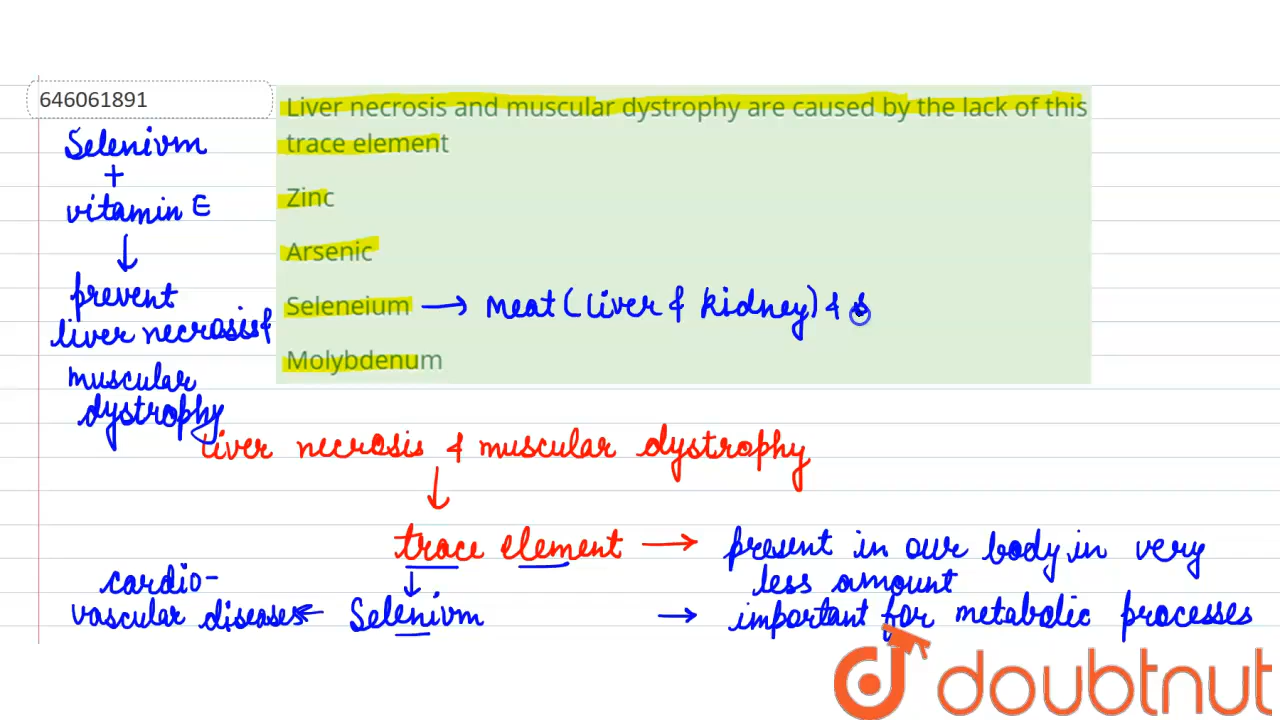 646061891
Liver necrosis and muscular dystrophy are caused by the lack of this
trace element
Zinc
Arsenic
Seleneium → Meat (liver & kidney) & s
Molybdenum
Selenium
+
vitamin E
↓
prevent
liver necrosis &
muscular
dystrophy
liver necrosis & muscular dystrophy
↓
trace element → present in our body in very
less amount
↓
cardio-
vascular diseases ← Selenium → important for metabolic processes
doubtnut